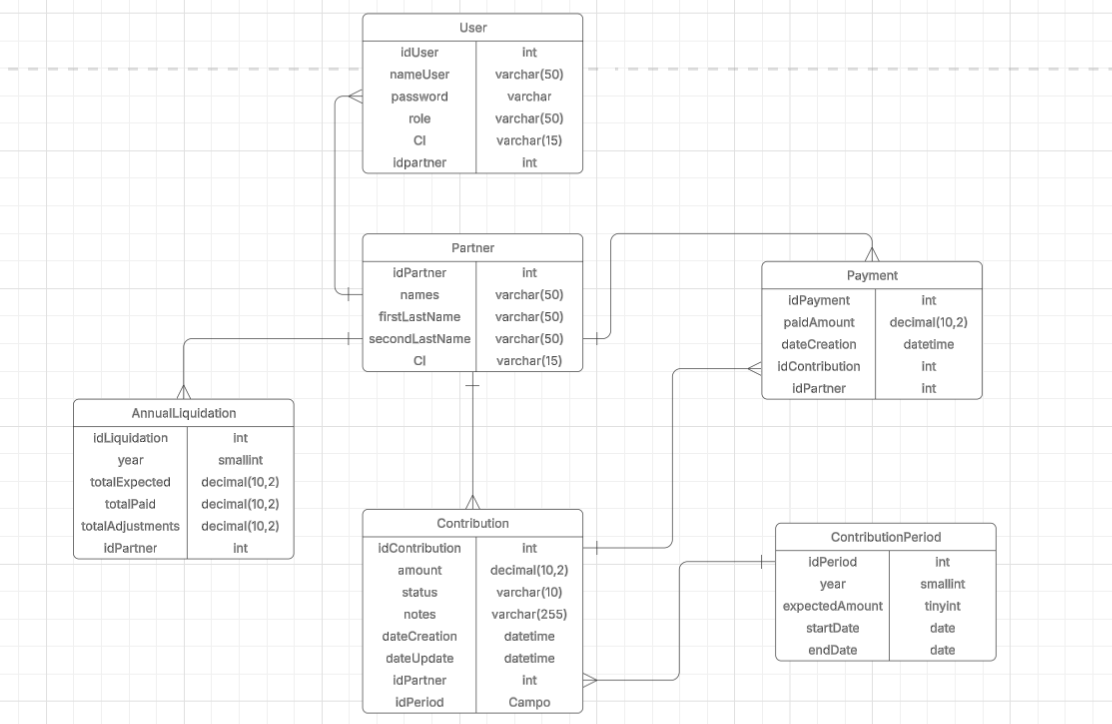 User
idUser int
nameUser varchar(50)
password varchar
role varchar(50)
CI varchar(15)
idpartner int
Partner
idPartner int
names varchar(50)
firstLastName varchar(50)
secondLastName varchar(50)
CI varchar(15)
Payment
idPayment int
paidAmount decimal(10,2)
dateCreation datetime
idContribution int
idPartner int
AnnualLiquidation
idLiquidation int
year smallint
totalExpected decimal(10,2)
totalPaid decimal(10,2)
totalAdjustments decimal(10,2)
idPartner int
Contribution
idContribution int
amount decimal(10,2)
status varchar(10)
notes varchar(255)
dateCreation datetime
dateUpdate datetime
idPartner int
idPeriod Campo
ContributionPeriod
idPeriod int
year smallint
expectedAmount tinyint
startDate date
endDate date